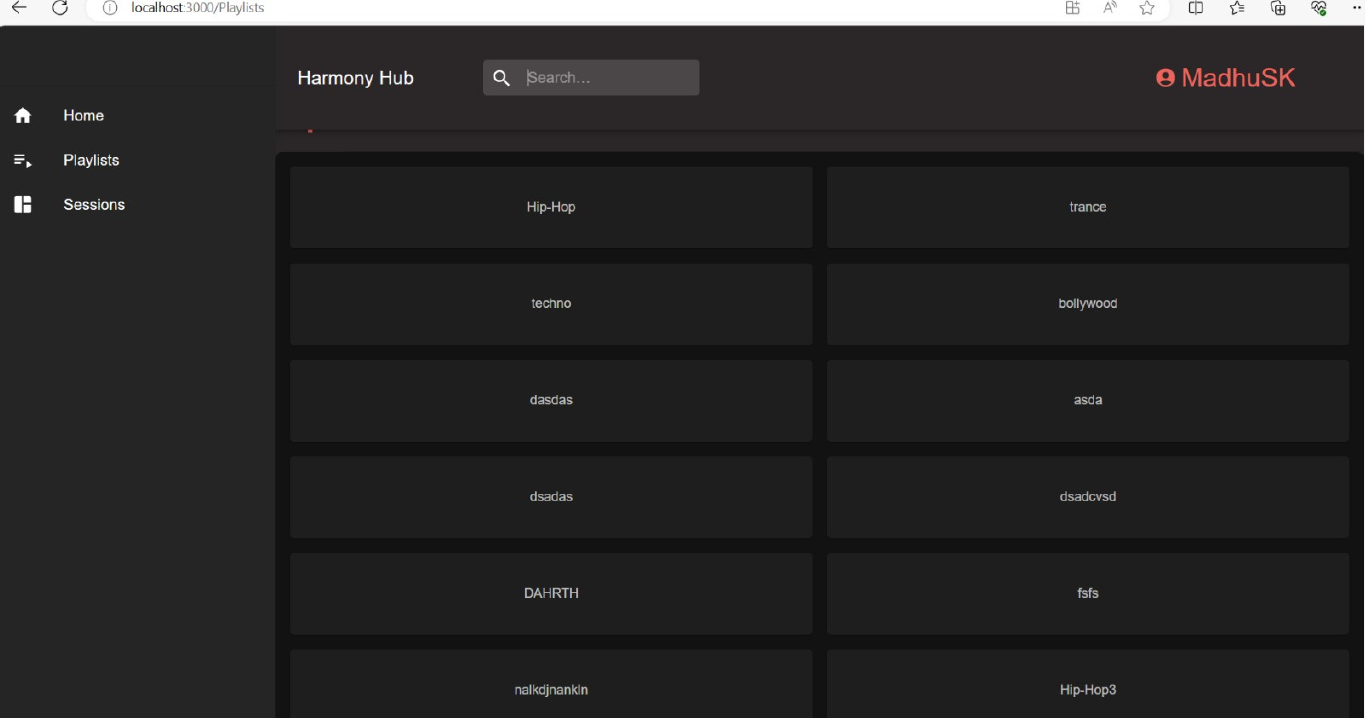 localhost:3000/Playlists
Harmony Hub
Search...
MadhuSK
Home
Playlists
Sessions
Hip-Hop
trance
techno
bollywood
dasdas
asda
dsadas
dsadcvsd
DAHRTH
fsfs
nalkdjnankln
Hip-Hop3